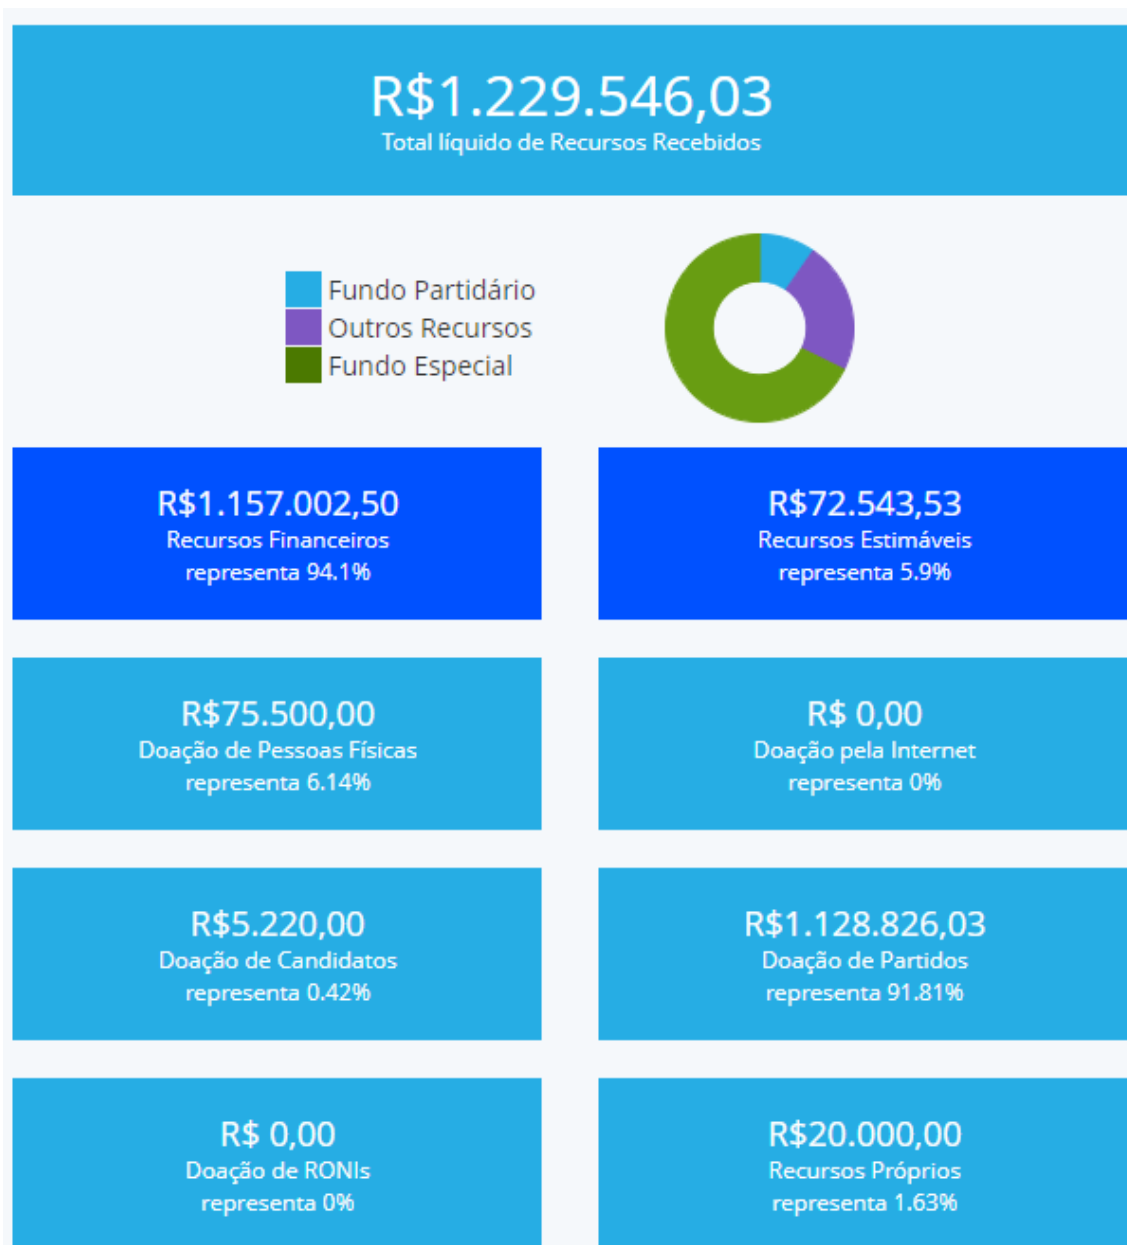 R$1.229.546,03
Total líquido de Recursos Recebidos
Fundo Partidário
Outros Recursos
Fundo Especial
R$1.157.002,50
Recursos Financeiros
representa 94.1%
R$72.543,53
Recursos Estimáveis
representa 5.9%
R$75.500,00
Doação de Pessoas Físicas
representa 6.14%
R$ 0,00
Doação pela Internet
representa 0%
R$5.220,00
Doação de Candidatos
representa 0.42%
R$1.128.826,03
Doação de Partidos
representa 91.81%
R$ 0,00
Doação de RONIs
representa 0%
R$20.000,00
Recursos Próprios
representa 1.63%